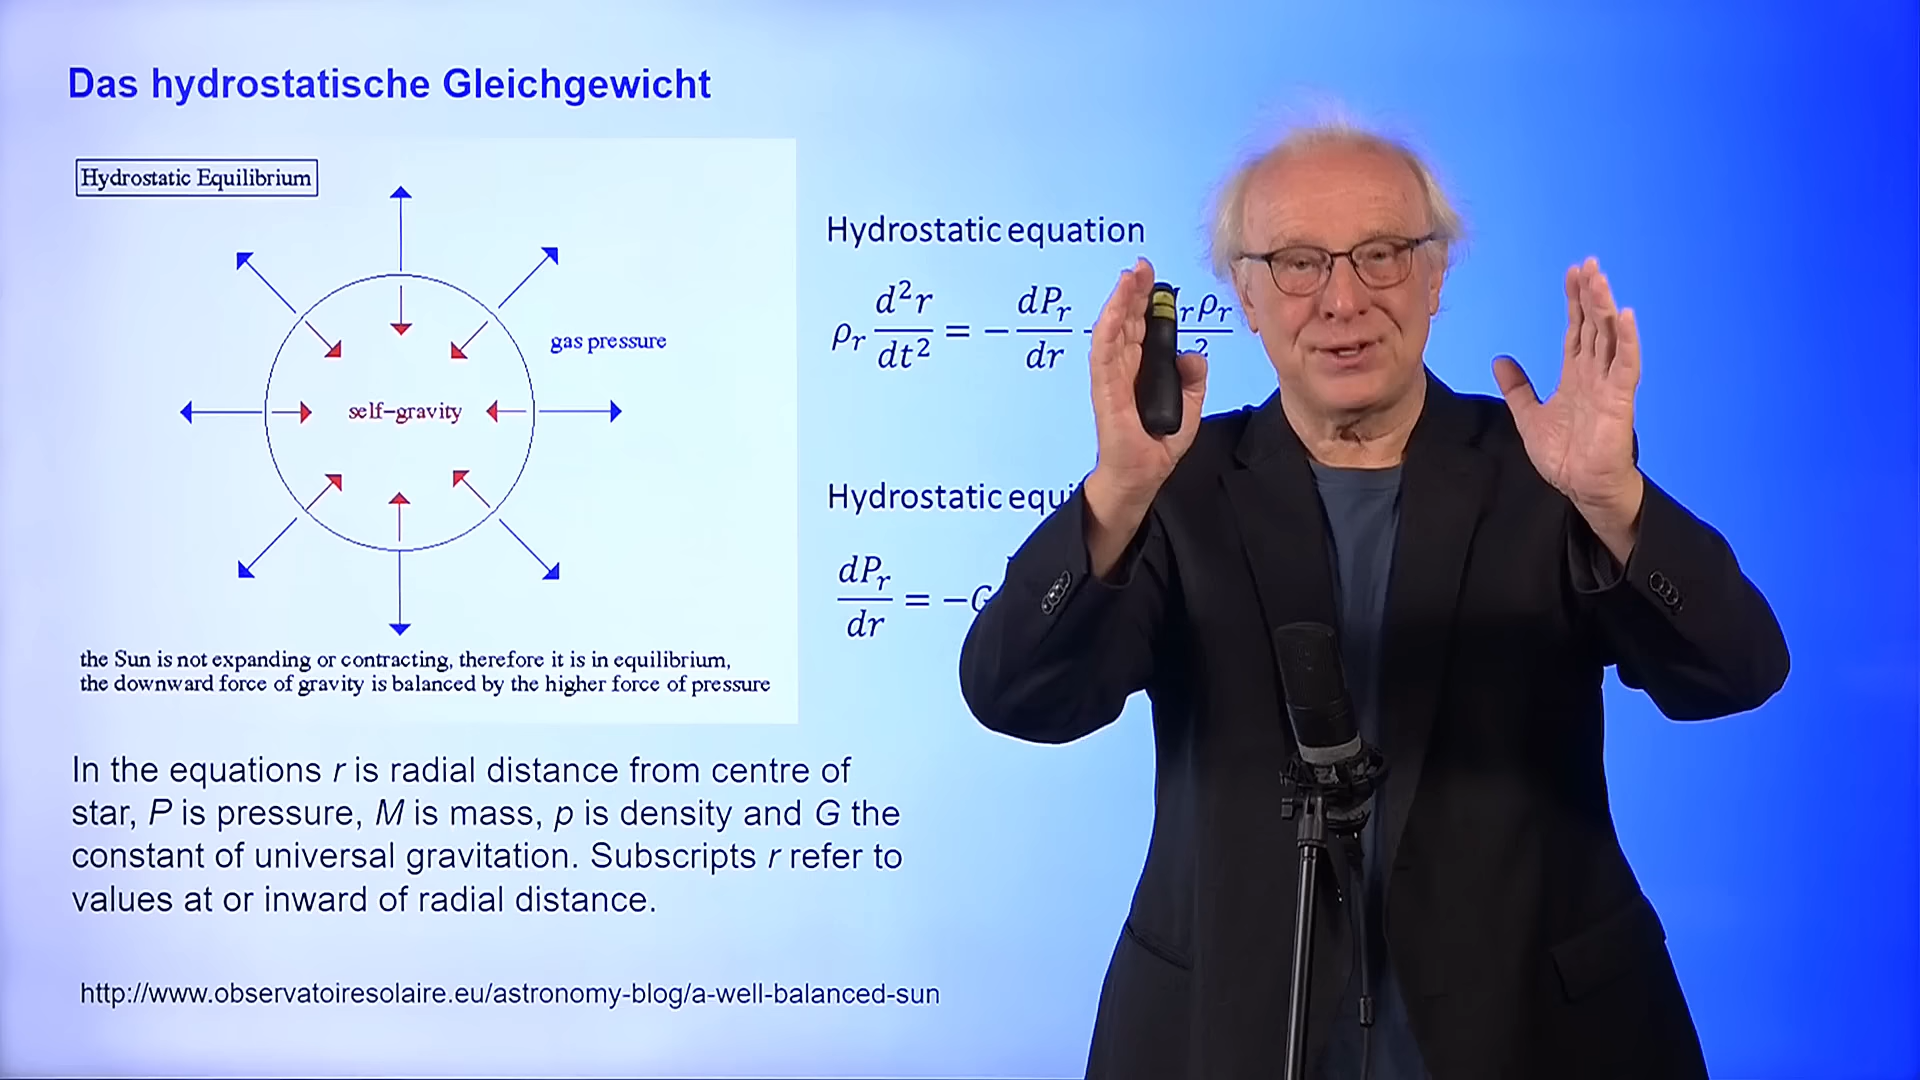 Das hydrostatische Gleichgewicht
Hydrostatic Equilibrium
gas pressure
self-gravity
the Sun is not expanding or contracting, therefore it is in equilibrium,
the downward force of gravity is balanced by the higher force of pressure
Hydrostatic equation
ρ_r d²r/dt² = − dP_r/dr − ρ_r
Hydrostatic
dP_r/dr = −G
In the equations r is radial distance from centre of
star, P is pressure, M is mass, p is density and G the
constant of universal gravitation. Subscripts r refer to
values at or inward of radial distance.
http://www.observatoiresolaire.eu/astronomy-blog/a-well-balanced-sun